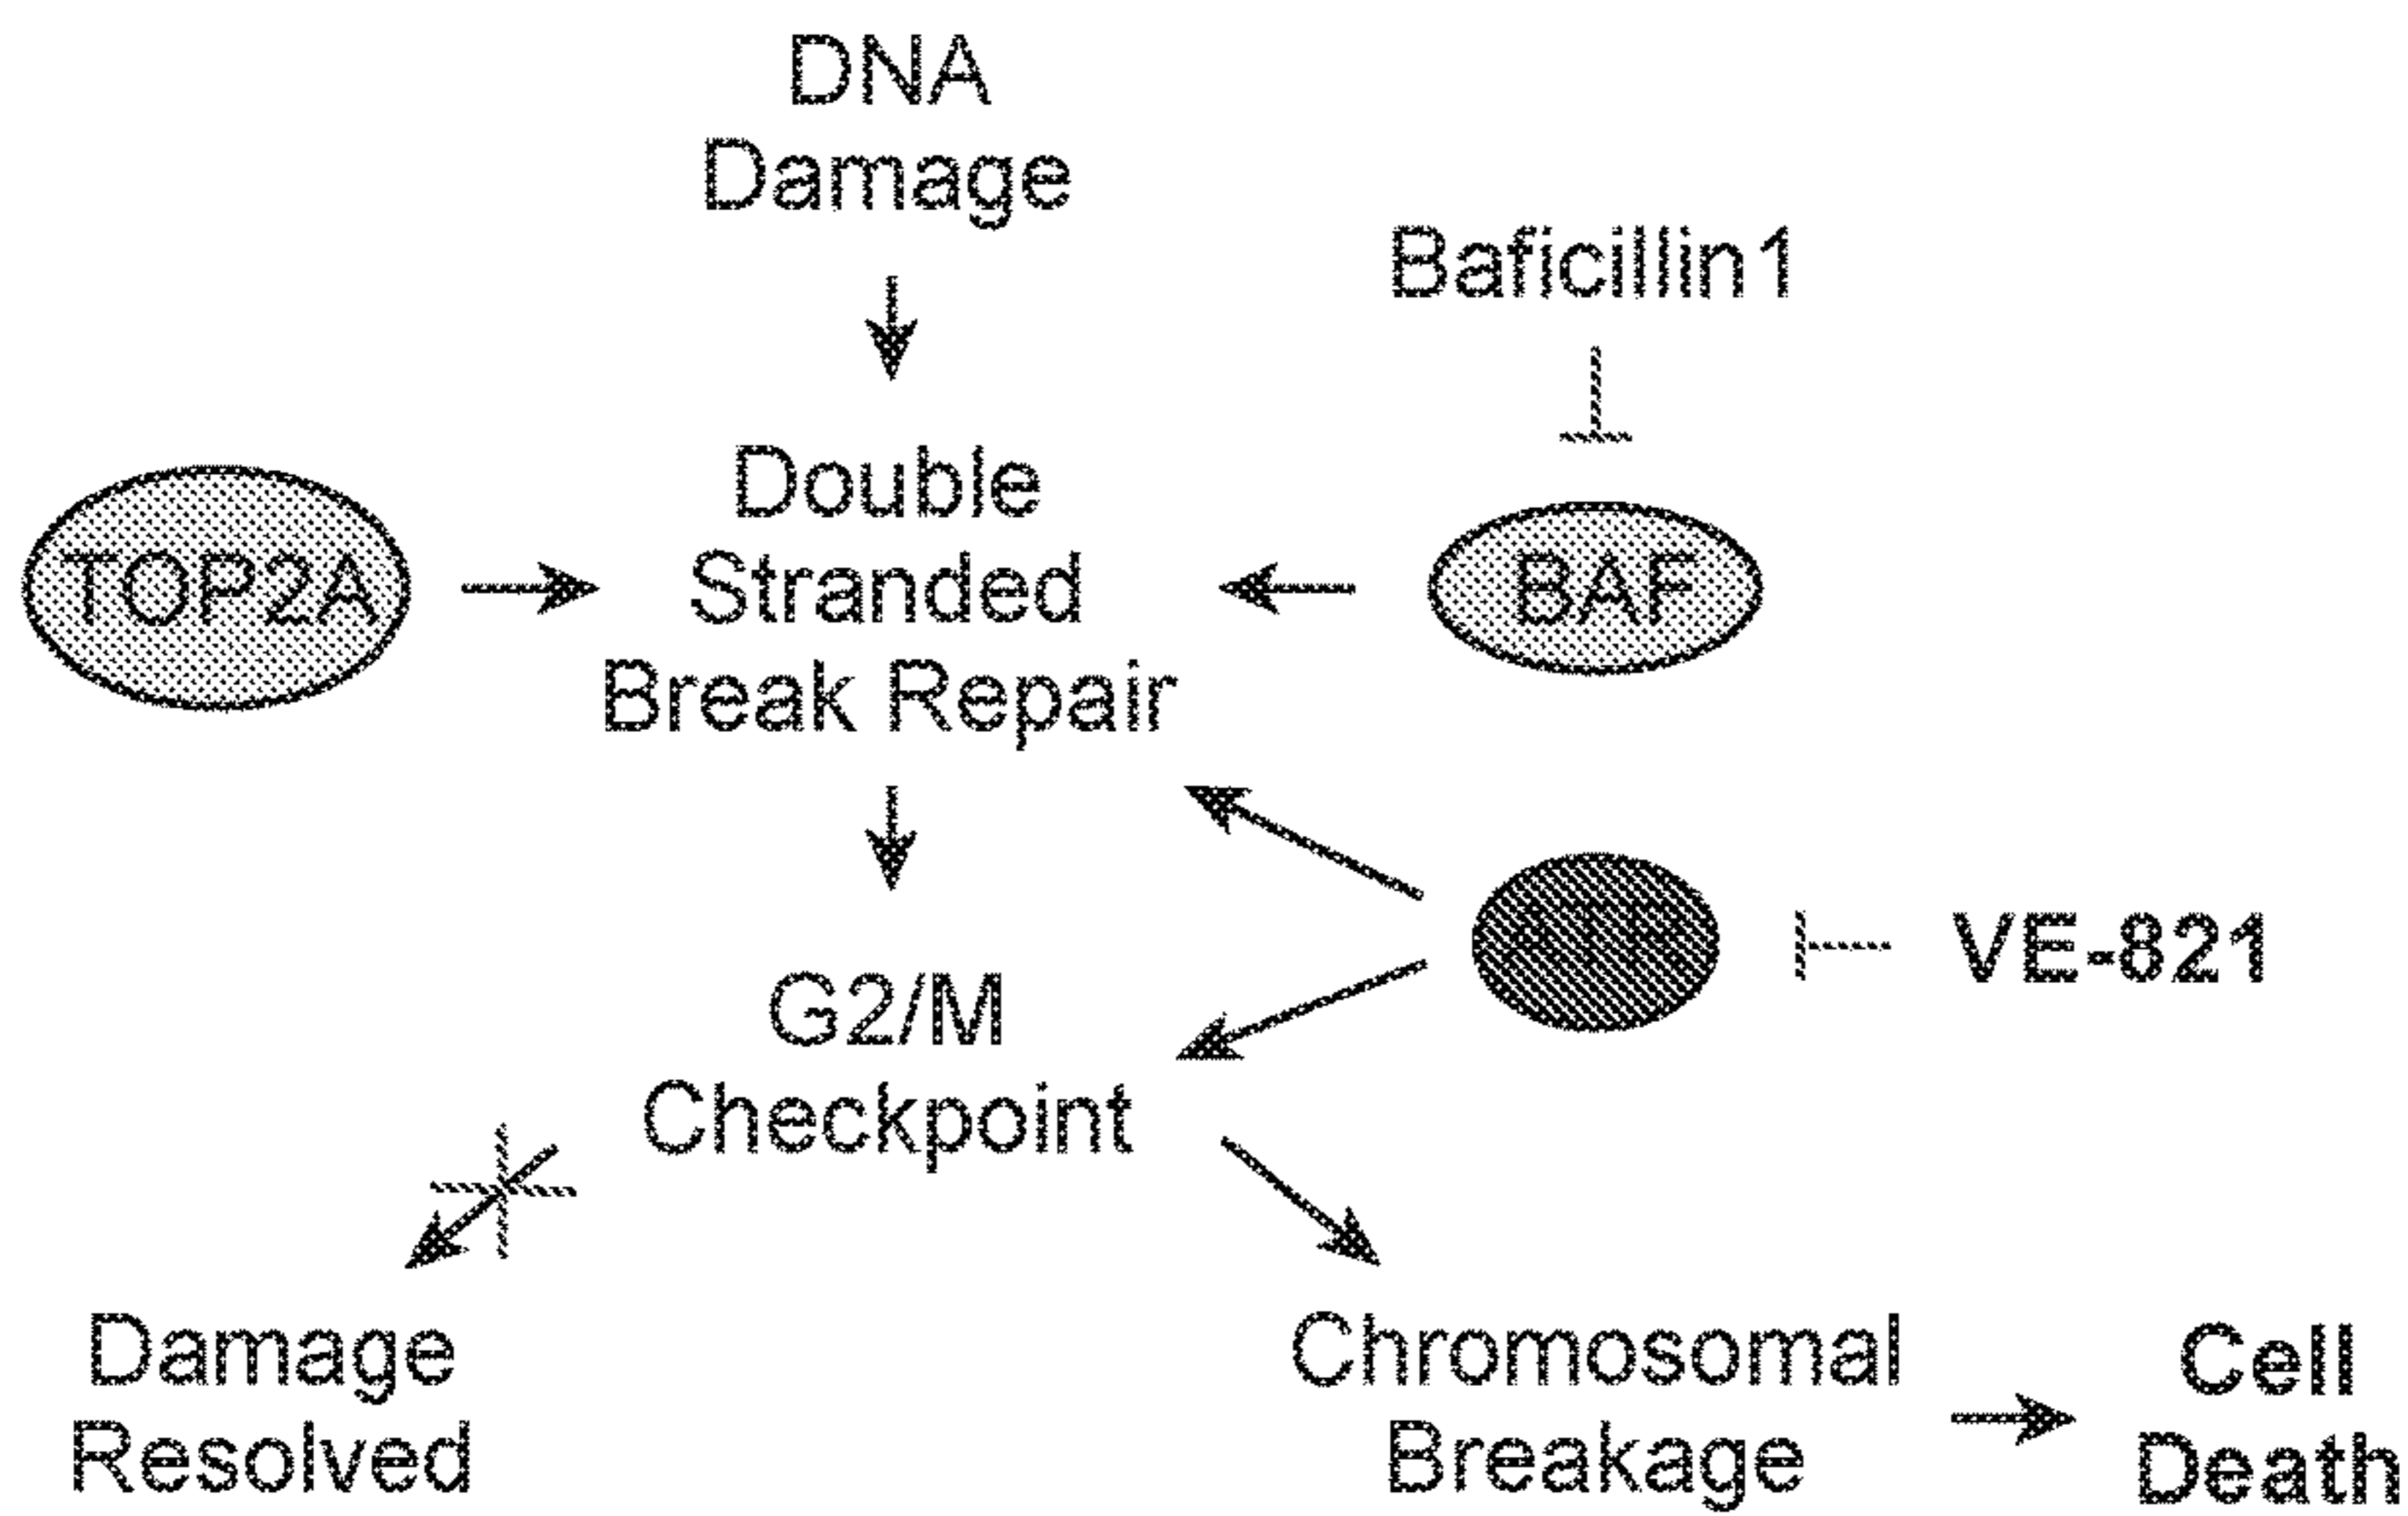 DNA
Damage
Baficillin1
Double
Stranded
Break Repair
TOP2A
BAF
VE-821
G2/M
Checkpoint
Damage
Resolved
Chromosomal
Breakage
Cell
Death